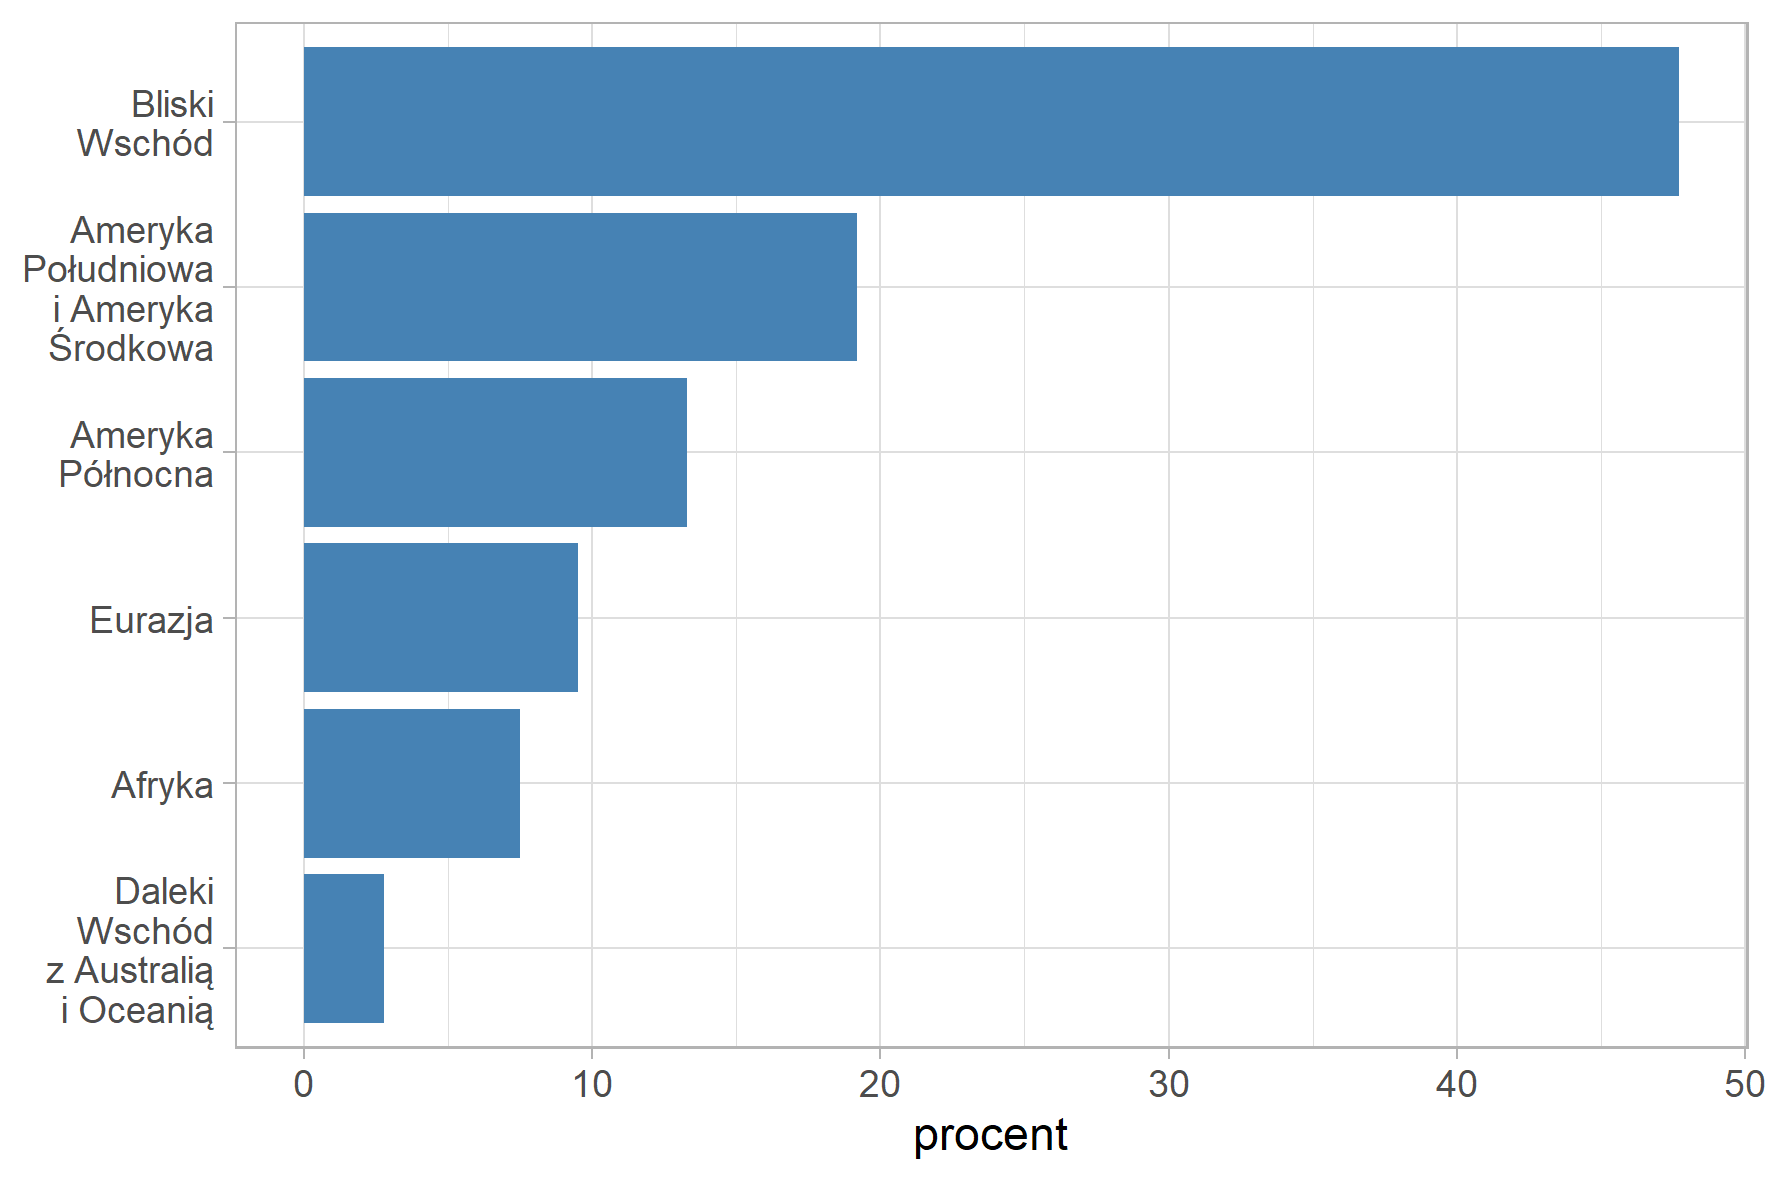 Bliski
Wschód
Ameryka
Południowa
i Ameryka
Środkowa
Ameryka
Północna
Eurazja
Afryka
Daleki
Wschód
z Australią
i Oceanią
0 10 20 30 40 50
procent